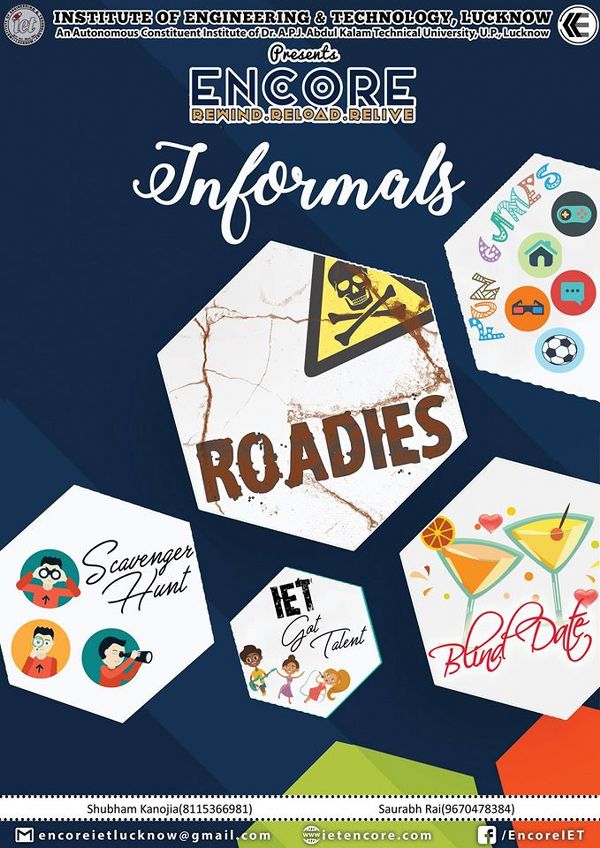 INSTITUTE OF ENGINEERING & TECHNOLOGY, LUCKNOW
An Autonomous Constituent Institute of Dr. A.P.J. Abdul Kalam Technical University, U.P., Lucknow
Presents
ENCORE
REWIND.RELOAD.RELIVE
Informals
FUN GAMES
ROADIES
Scavenger
Hunt
IET
Got
Talent
Blind Date
Shubham Kanojia(8115366981)
Saurabh Rai(9670478384)
encoreietlucknow@gmail.com
www.ietencore.com
/EncoreIET